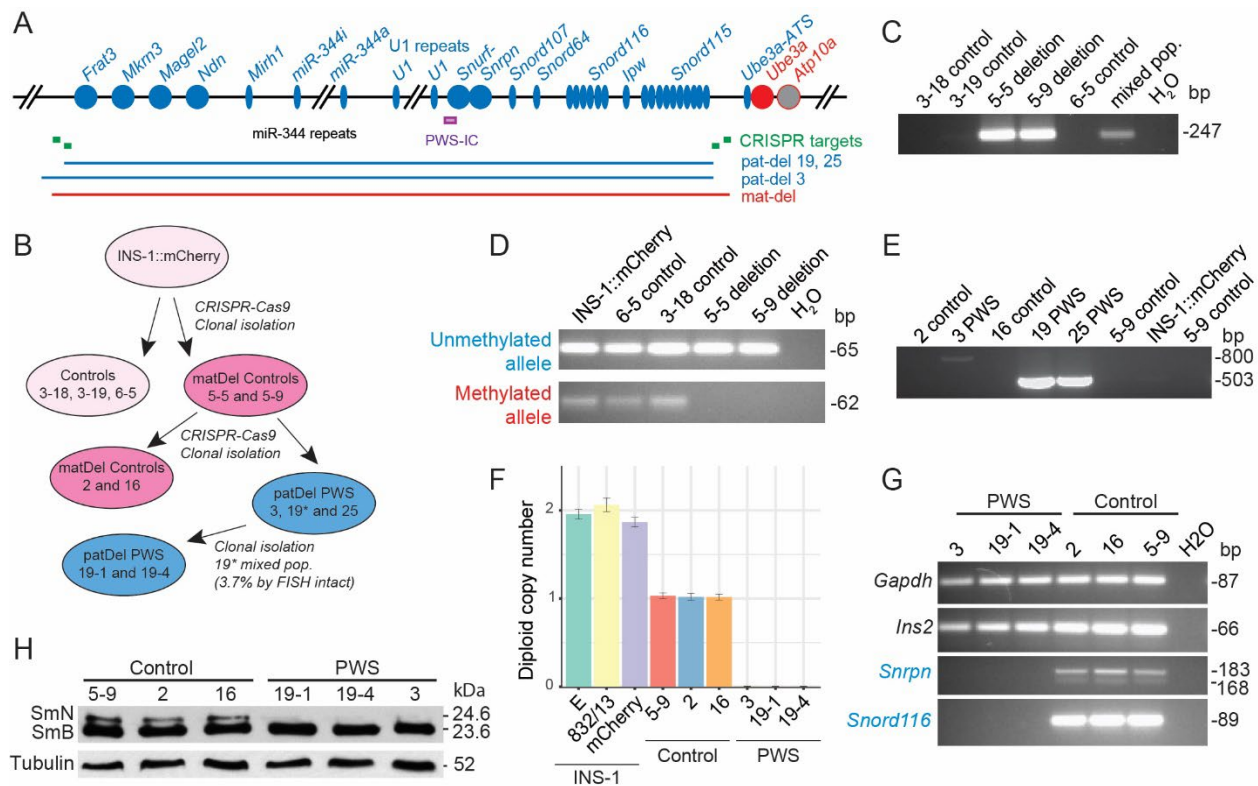 A
Frat3
Mkrn3
Magel2
Ndn
Mirh1
miR-344i
miR-344a
U1 repeats
U1
U1
Snurf-
Snrpn
Snord107
Snord64
Snord116
Ipw
Snord115
Ube3a-ATS
Ube3a
Atp10a
miR-344 repeats
PWS-IC
CRISPR targets
pat-del 19, 25
pat-del 3
mat-del
B
INS-1::mCherry
CRISPR-Cas9
Clonal isolation
Controls
3-18, 3-19, 6-5
matDel Controls
5-5 and 5-9
CRISPR-Cas9
Clonal isolation
matDel Controls
2 and 16
patDel PWS
3, 19* and 25
patDel PWS
19-1 and 19-4
Clonal isolation
19* mixed pop.
(3.7% by FISH intact)
C
3-18 control
3-19 control
5-5 deletion
5-9 deletion
6-5 control
mixed pop.
H2O
bp
-247
D
INS-1::mCherry
6-5 control
3-18 control
5-5 deletion
5-9 deletion
H2O
bp
Unmethylated
allele
-65
Methylated
allele
-62
E
2 control
3 PWS
16 control
19 PWS
25 PWS
5-9 control
INS-1::mCherry
5-9 control
bp
-800
-503
F
Diploid copy number
2
1
0
E
832/13
mCherry
5-9
2
16
3
19-1
19-4
INS-1
Control
PWS
G
PWS
Control
3
19-1
19-4
2
16
5-9
H2O
bp
Gapdh
-87
Ins2
-66
Snrpn
-183
168
Snord116
-89
H
Control
PWS
5-9
2
16
19-1
19-4
3
kDa
SmN
- 24.6
SmB
- 23.6
Tubulin
- 52